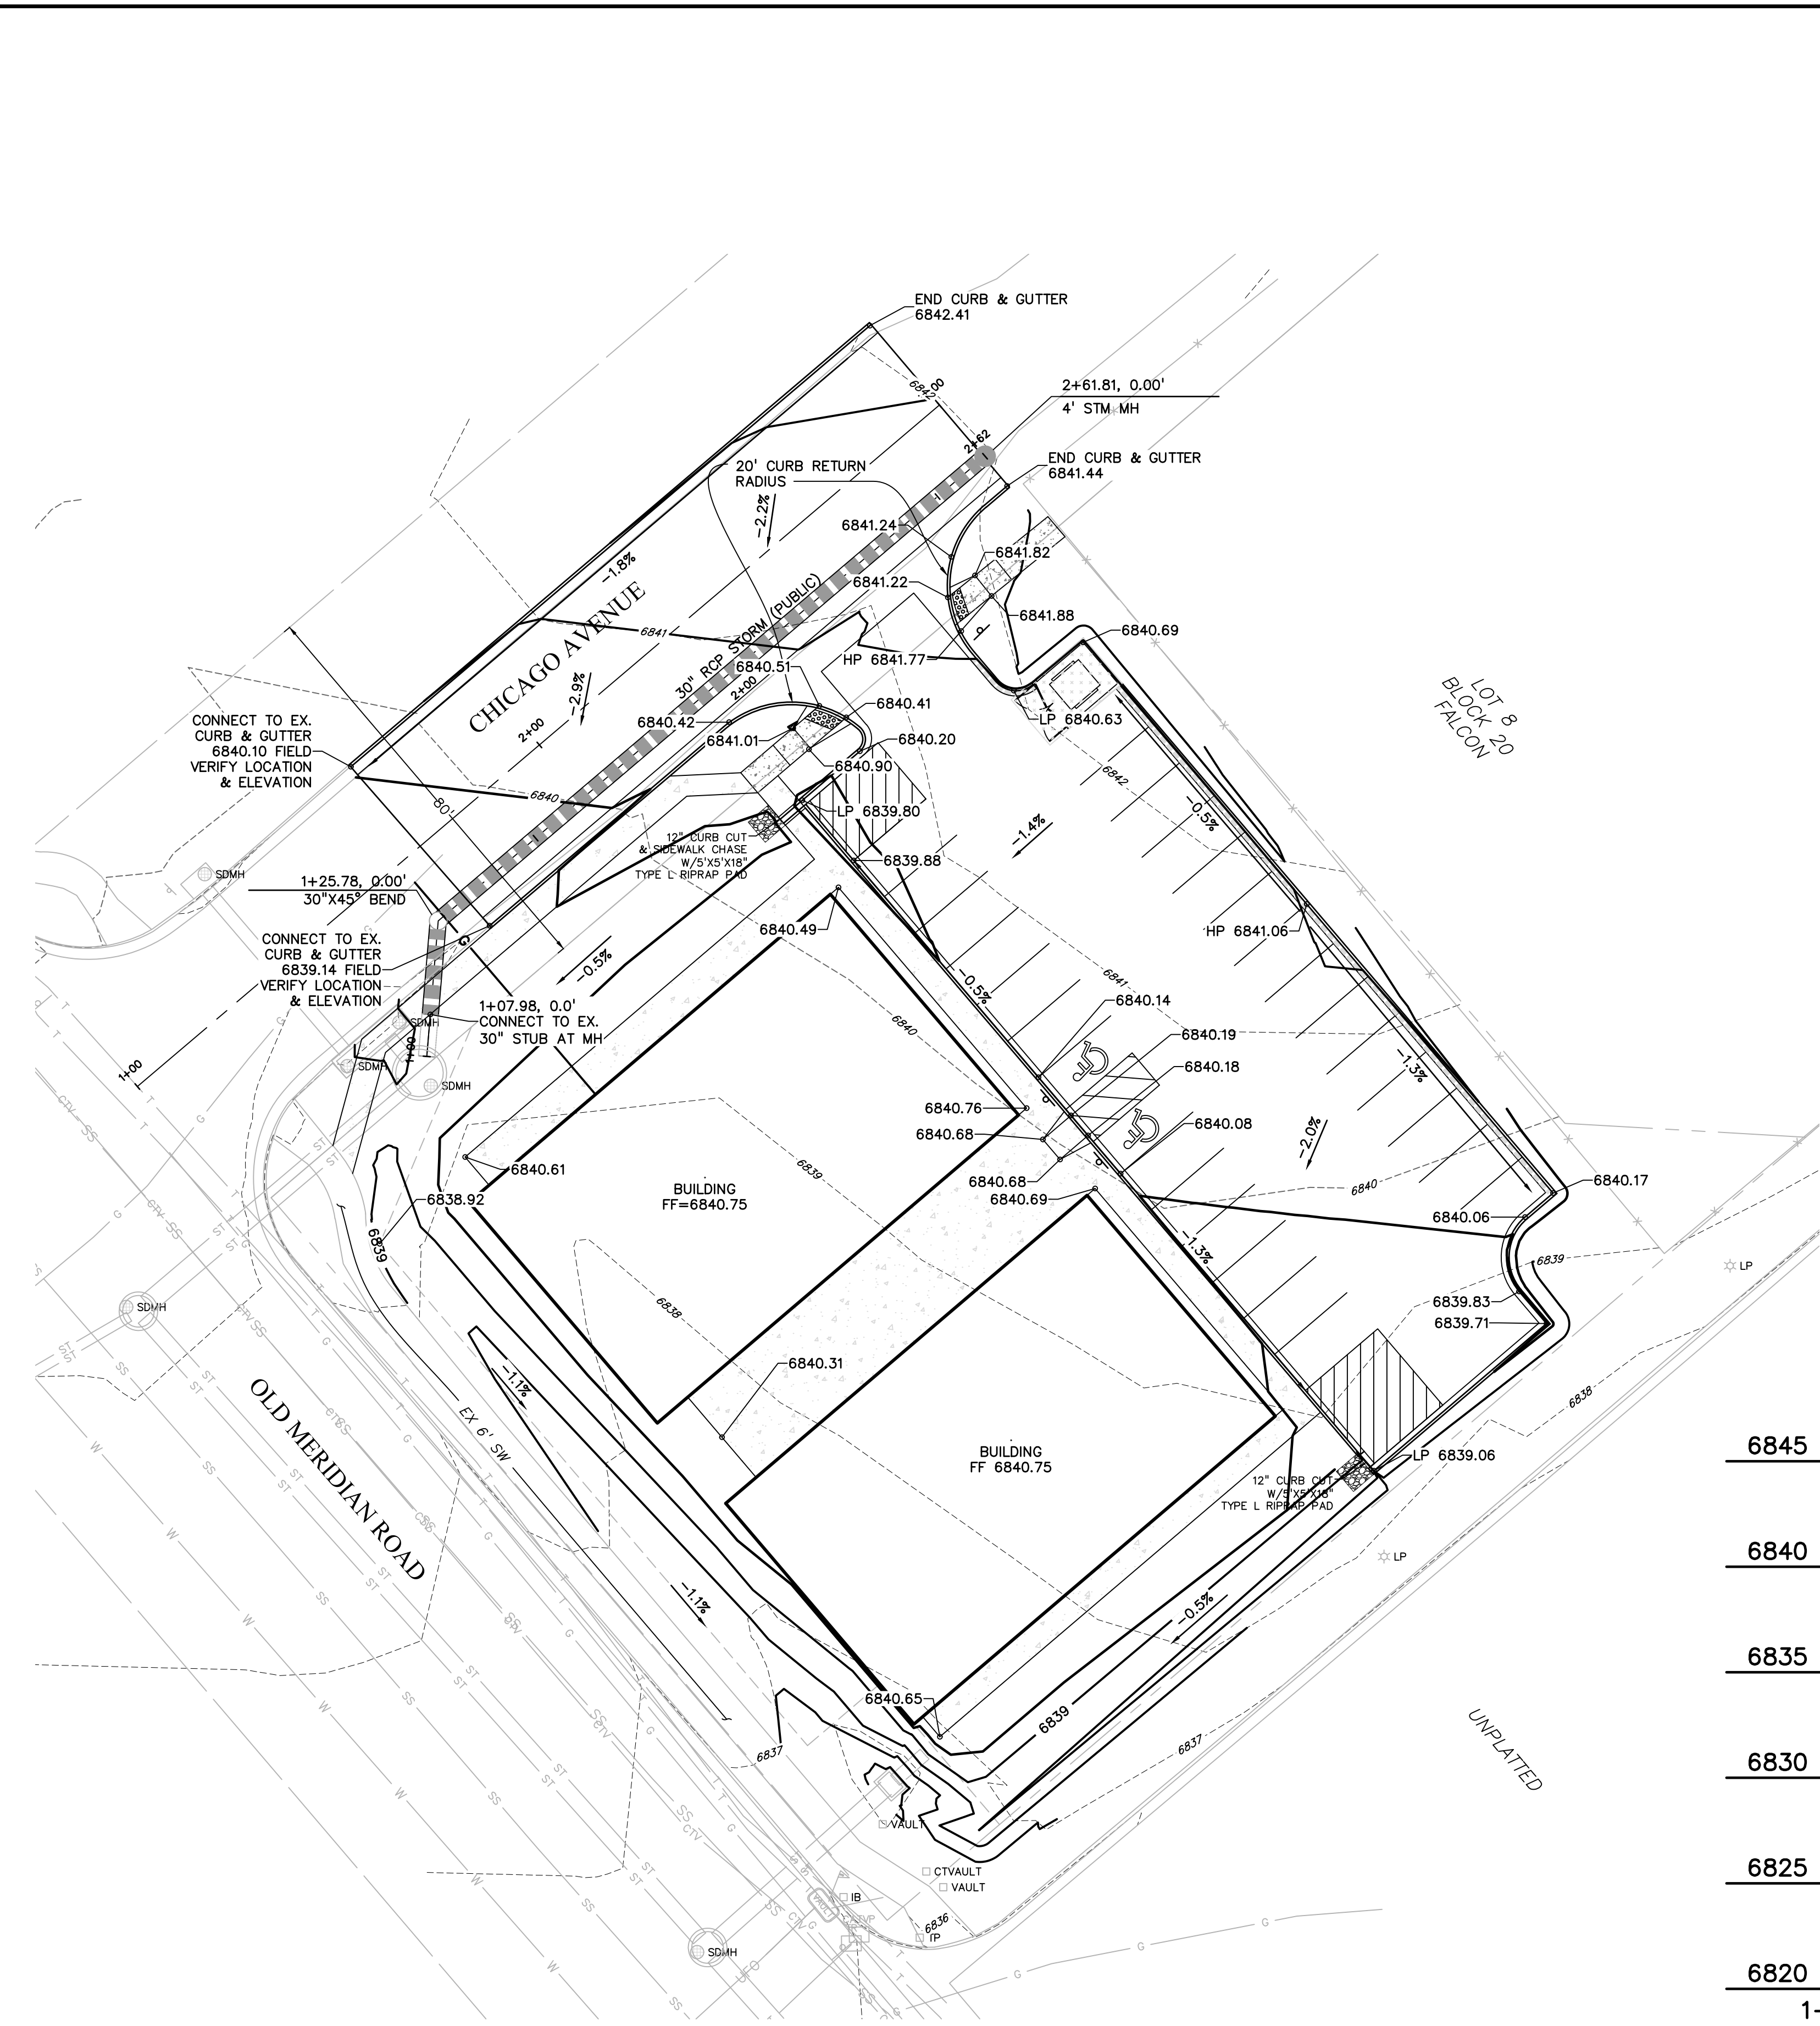 END CURB & GUTTER
6842.41
2+61.81, 0.00'
4' STM MH
6842
2+62
END CURB & GUTTER
6841.44
20' CURB RETURN
RADIUS
-2.2%
6841.24
6841.82
-1.8%
6841.22
6841.88
CHICAGO AVENUE
30" RCP STORM (PUBLIC)
6841
6840.69
HP 6841.77
6840.51
2+00
-2.9%
LOT 8
BLOCK 20
FALCON
CONNECT TO EX.
CURB & GUTTER
6840.10 FIELD
VERIFY LOCATION
& ELEVATION
2+00
6840.42
6840.41
LP 6840.63
6841.01
6840.20
6840.90
6842
6840
80'
LP 6839.80
-0.5%
-1.4%
12" CURB CUT
& SIDEWALK CHASE
W/5'X5'X18"
TYPE L RIPRAP PAD
6839.88
SDMH
1+25.78, 0.00'
30"X45° BEND
6840.49
HP 6841.06
CONNECT TO EX.
CURB & GUTTER
6839.14 FIELD
VERIFY LOCATION
& ELEVATION
G
-0.5%
-0.5%
6841
6840.14
1+07.98, 0.0'
CONNECT TO EX.
30" STUB AT MH
6840
SDMH
6840.19
1+00
SDMH
-1.3%
6840.18
1+00
SDMH
6840.76
6840.68
6840.08
-2.0%
6840.61
6839
6840.68
6840.69
6840.17
6840
BUILDING
FF=6840.75
6838.92
6840.06
6839
-1.3%
6839
LP
SDMH
6838
6839.83
6839.71
6840.31
-1.1%
6838
OLD MERIDIAN ROAD
EX 6' SW
BUILDING
FF 6840.75
LP 6839.06
12" CURB CUT
W/5'X5'X18"
TYPE L RIPRAP PAD
6845
6840
LP
-1.1%
-0.5%
6835
6840.65
6839
6837
6837
UNPLATTED
6830
VAULT
CTVAULT
VAULT
6825
IB
6836
TP
SDMH
6820
1-